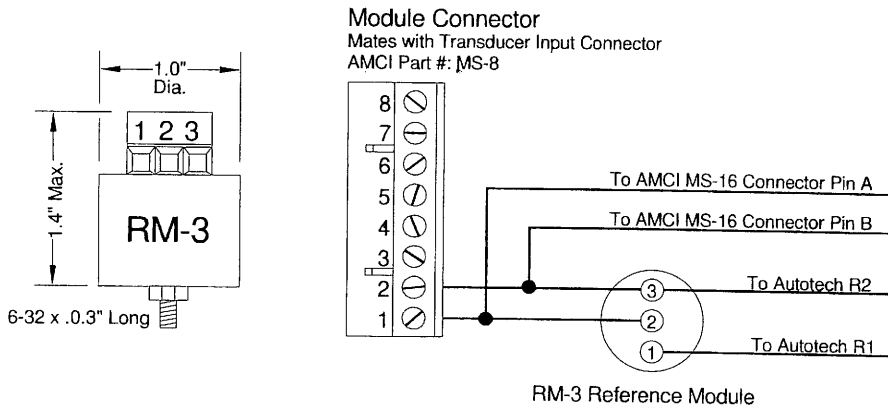 Module Connector
Mates with Transducer Input Connector
AMCI Part #: MS-8
1.0"
Dia.
1 2 3
1.4" Max.
RM-3
6-32 x .0.3" Long
8
7
6
5
4
3
2
1
To AMCI MS-16 Connector Pin A
To AMCI MS-16 Connector Pin B
To Autotech R2
3
2
1
To Autotech R1
RM-3 Reference Module